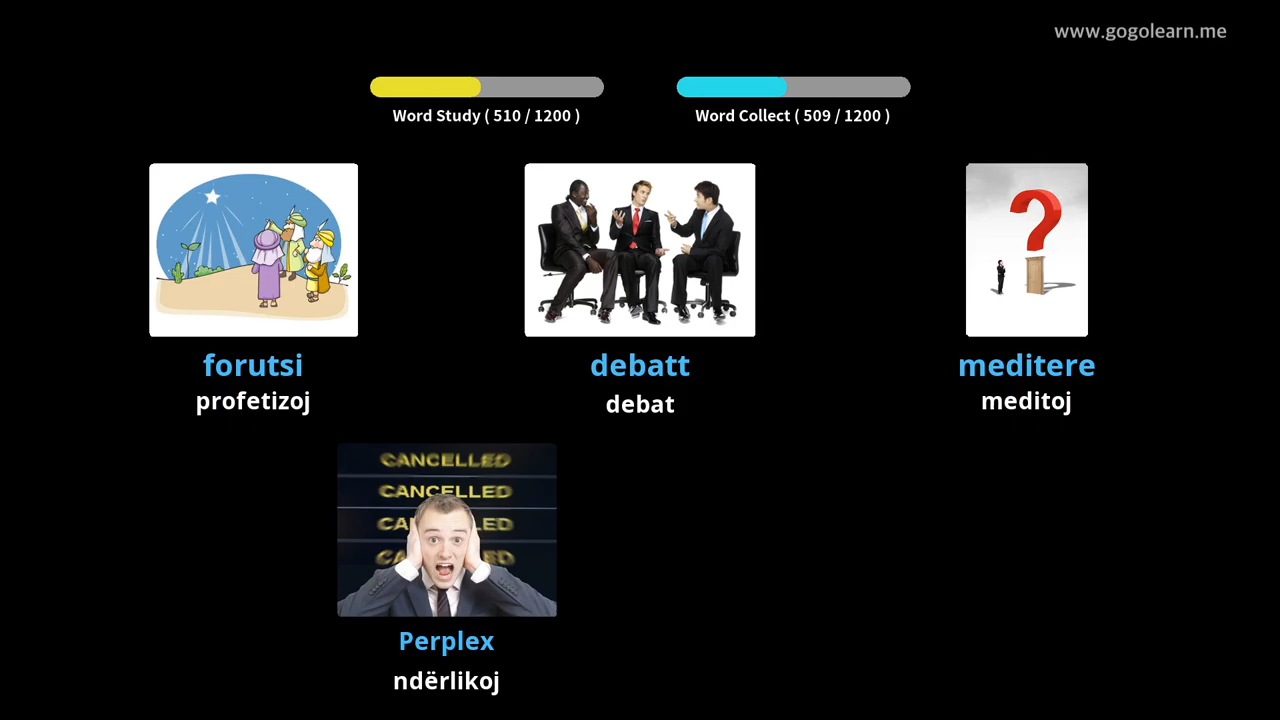 www.gogolearn.me
Word Study ( 510 / 1200 )
Word Collect ( 509 / 1200 )
forutsi
profetizoj
debatt
debat
meditere
meditoj
CANCELLED
CANCELLED
Perplex
ndërlikoj